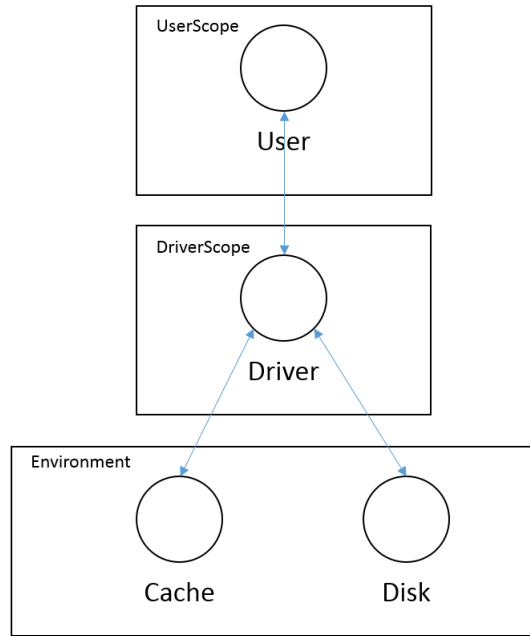 UserScope
User
DriverScope
Driver
Environment
Cache
Disk